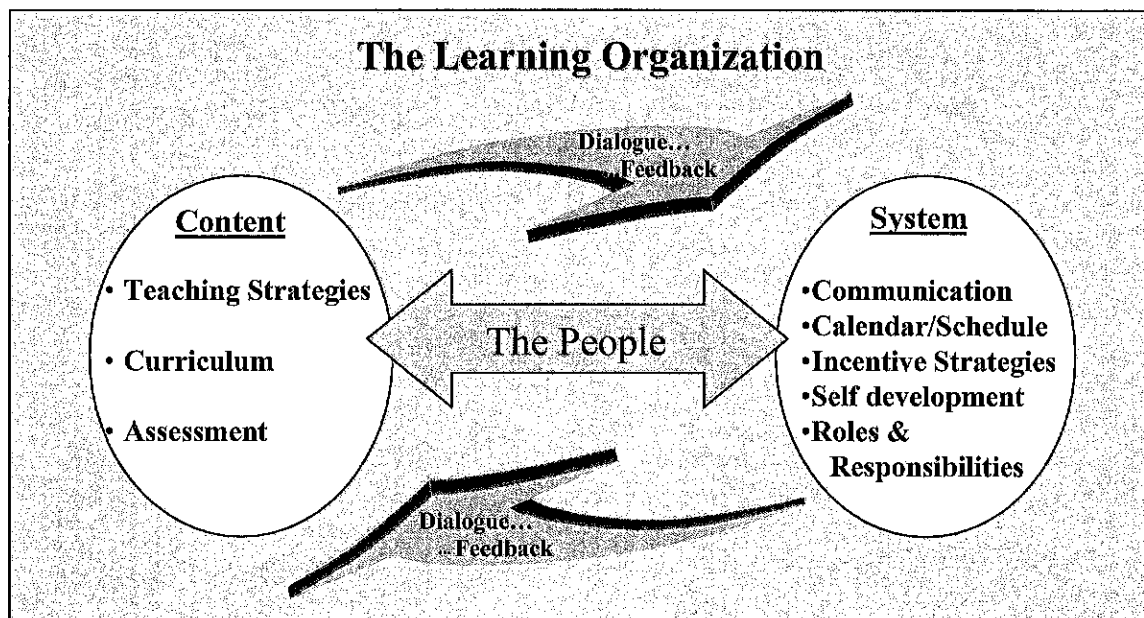 The Learning Organization
Dialogue…
...Feedback
Content
• Teaching Strategies
• Curriculum
• Assessment
The People
System
•Communication
•Calendar/Schedule
•Incentive Strategies
•Self development
•Roles &
Responsibilities
Dialogue…
...Feedback